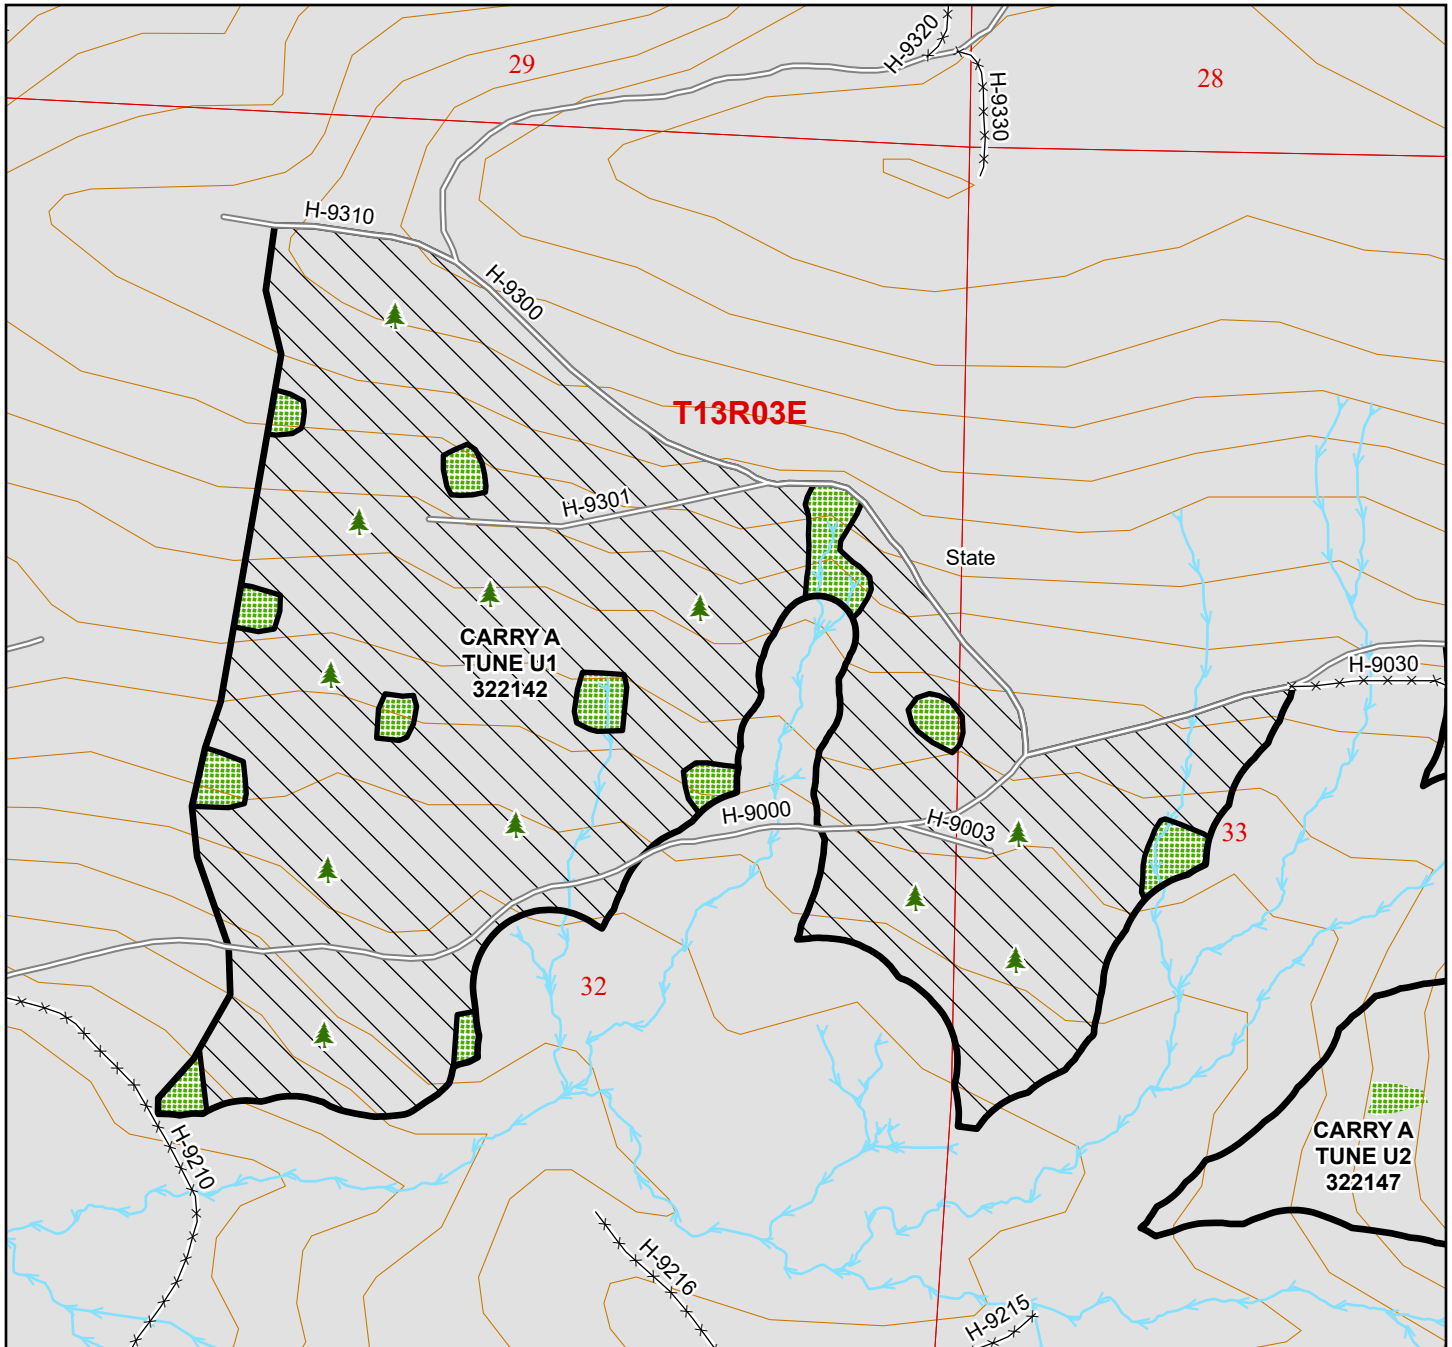 H-9320
29
28
H-9330
H-9310
H-9300
T13R03E
H-9301
State
CARRY A
TUNE U1
322142
H-9030
H-9000
H-9003
33
32
CARRY A
TUNE U2
322147
H-9210
H-9216
H-9215